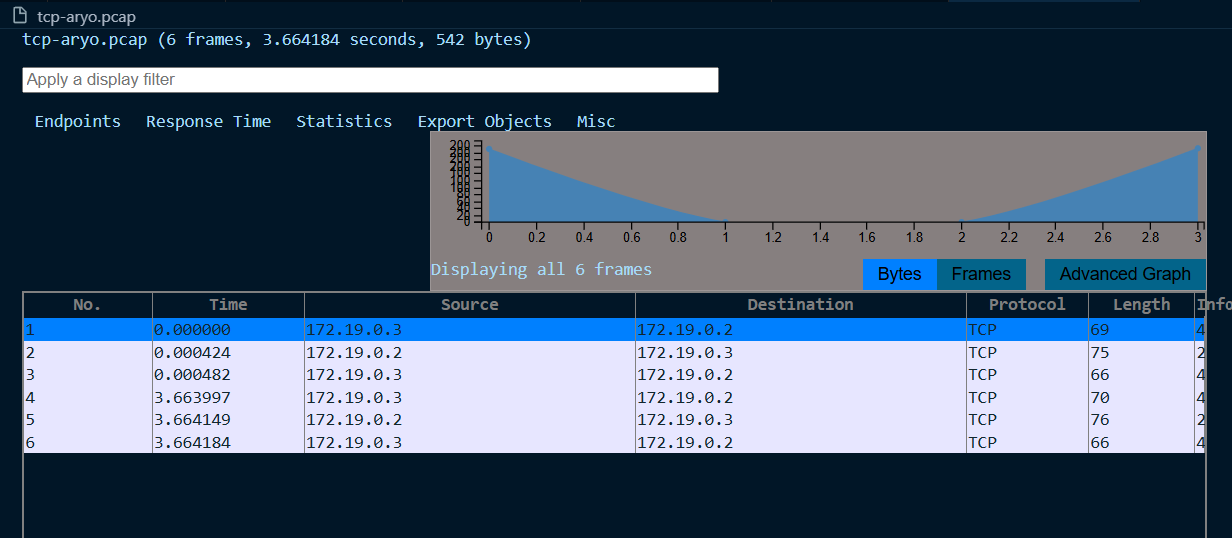 tcp-aryo.pcap
tcp-aryo.pcap (6 frames, 3.664184 seconds, 542 bytes)
Apply a display filter
Endpoints Response Time Statistics Export Objects Misc
200
100
80
60
40
20
0
0 0.2 0.4 0.6 0.8 1 1.2 1.4 1.6 1.8 2 2.2 2.4 2.6 2.8 3
Displaying all 6 frames Bytes Frames Advanced Graph
No. Time Source Destination Protocol Length Info
1 0.000000 172.19.0.3 172.19.0.2 TCP 69 4
2 0.000424 172.19.0.2 172.19.0.3 TCP 75 2
3 0.000482 172.19.0.3 172.19.0.2 TCP 66 4
4 3.663997 172.19.0.3 172.19.0.2 TCP 70 4
5 3.664149 172.19.0.2 172.19.0.3 TCP 76 2
6 3.664184 172.19.0.3 172.19.0.2 TCP 66 4